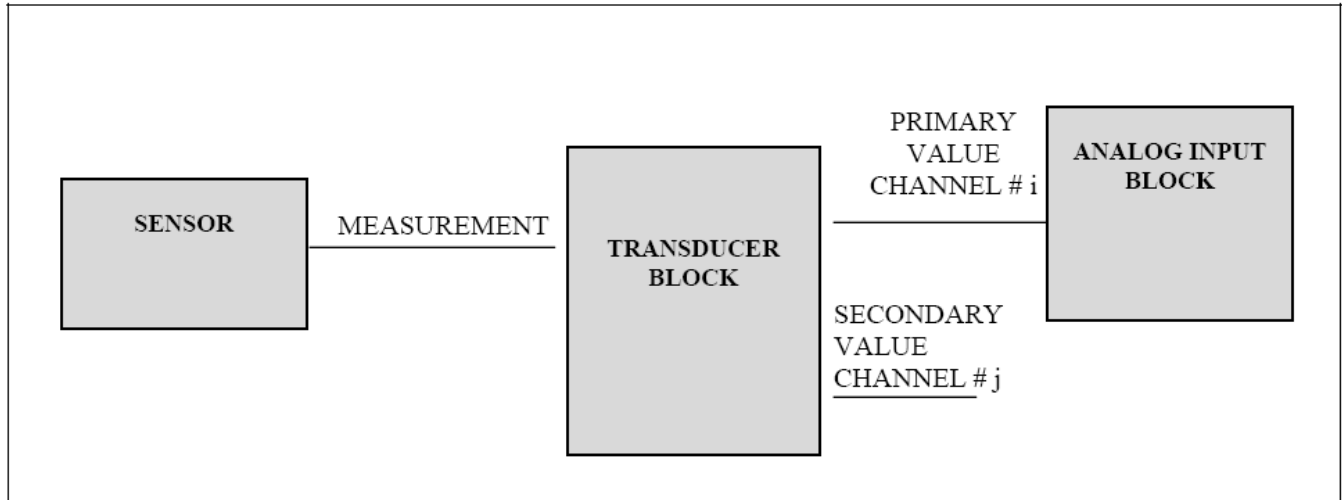 SENSOR
MEASUREMENT
TRANSDUCER
BLOCK
PRIMARY
VALUE
CHANNEL # i
SECONDARY
VALUE
CHANNEL # j
ANALOG INPUT
BLOCK